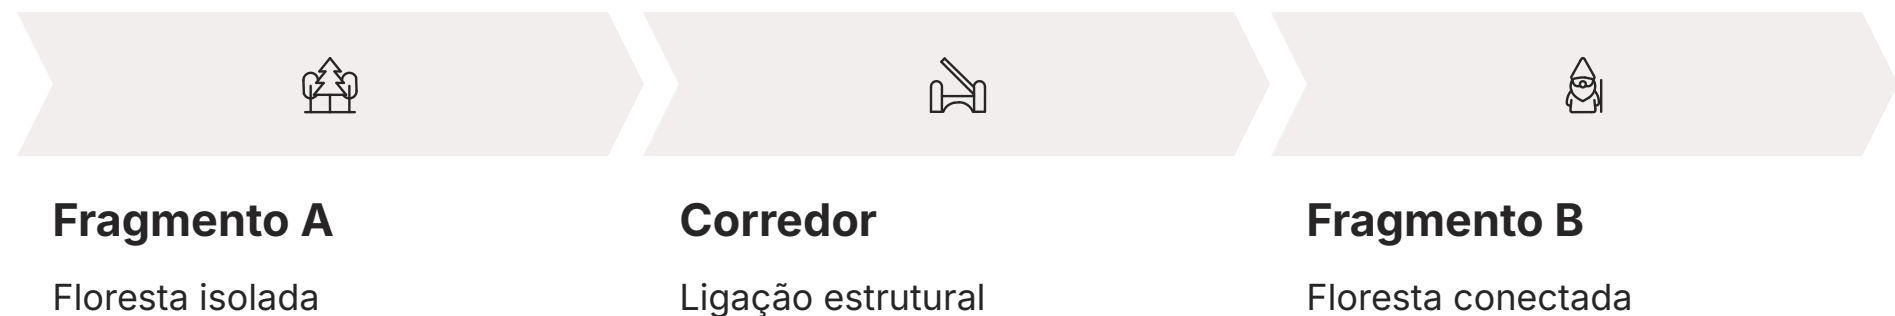 Fragmento A
Floresta isolada
Corredor
Ligação estrutural
Fragmento B
Floresta conectada